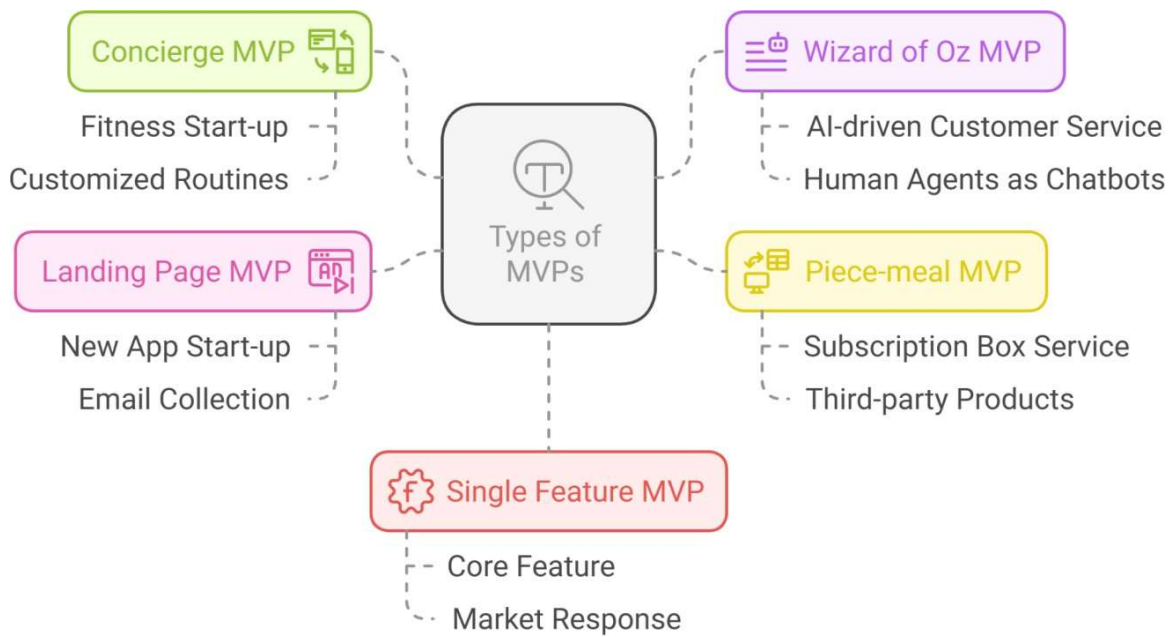 Concierge MVP
Fitness Start-up
Customized Routines
Landing Page MVP
New App Start-up
Email Collection
Types of
MVPs
Wizard of Oz MVP
AI-driven Customer Service
Human Agents as Chatbots
Piece-meal MVP
Subscription Box Service
Third-party Products
Single Feature MVP
Core Feature
Market Response